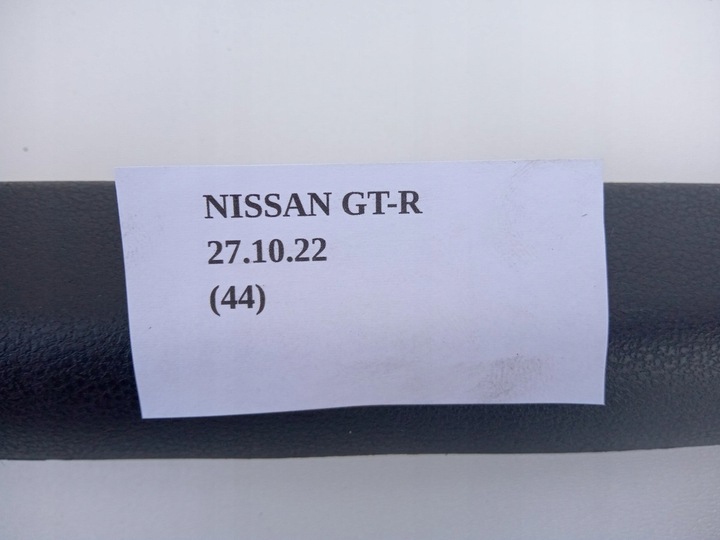 NISSAN GT-R
27.10.22
(44)